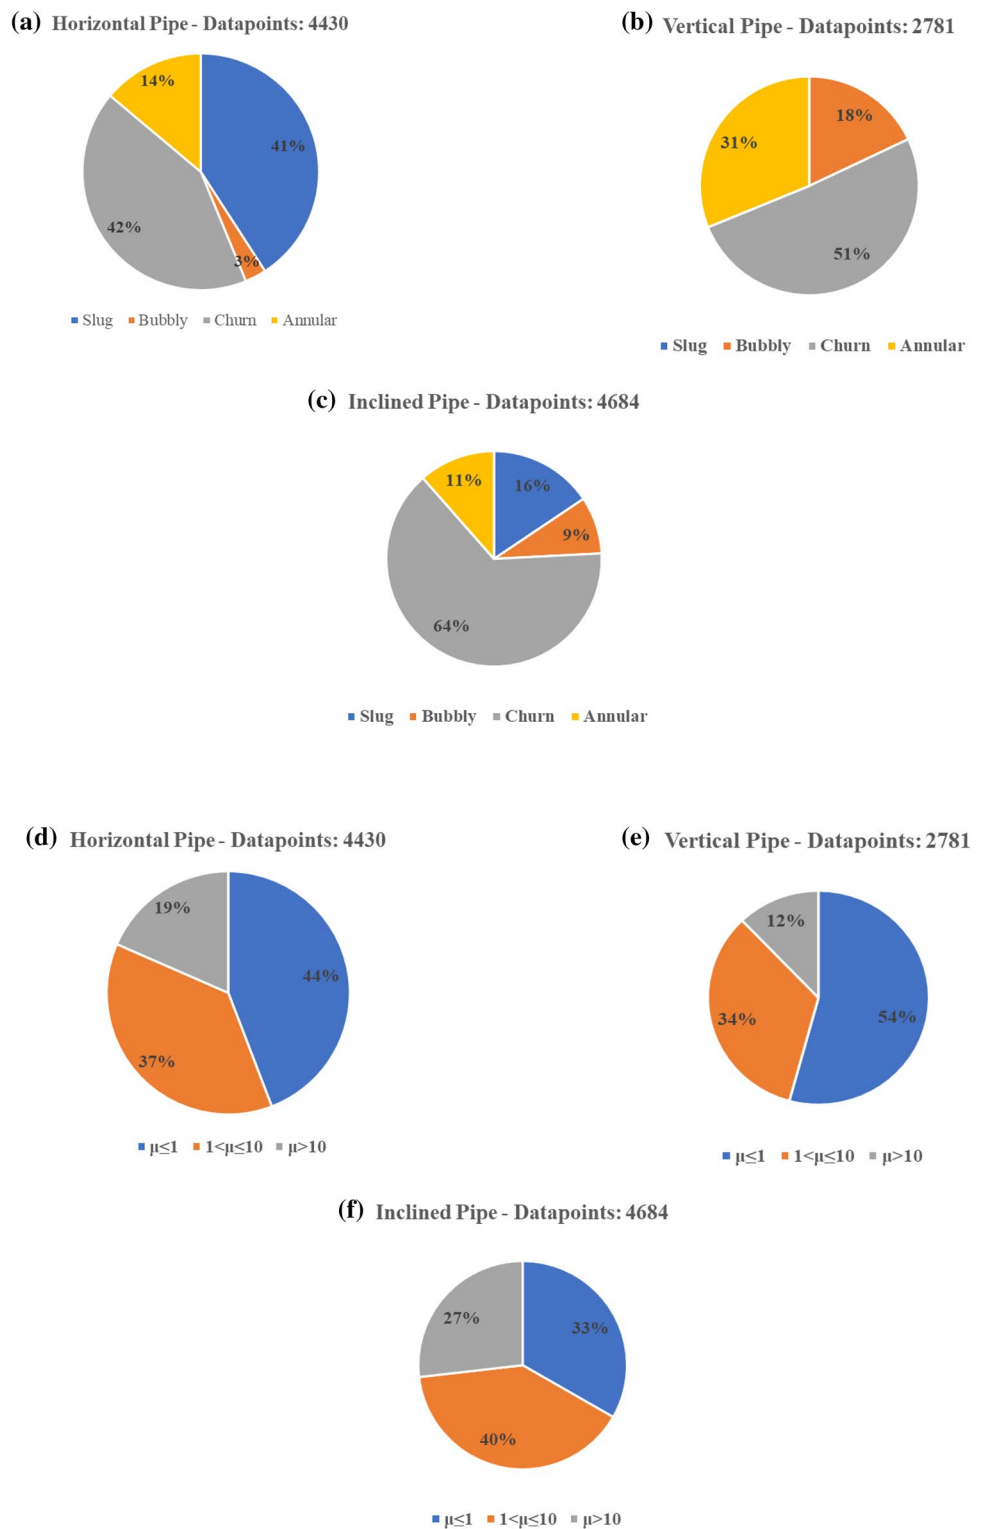 (a) Horizontal Pipe - Datapoints: 4430
14%
41%
42%
3%
Slug Bubbly Churn Annular
(b) Vertical Pipe - Datapoints: 2781
18%
31%
51%
Slug Bubbly Churn Annular
(c) Inclined Pipe - Datapoints: 4684
11%
16%
9%
64%
Slug Bubbly Churn Annular
(d) Horizontal Pipe - Datapoints: 4430
19%
44%
37%
μ≤1 1<μ≤10 μ>10
(e) Vertical Pipe - Datapoints: 2781
12%
34%
54%
μ≤1 1<μ≤10 μ>10
(f) Inclined Pipe - Datapoints: 4684
27%
33%
40%
μ≤1 1<μ≤10 μ>10